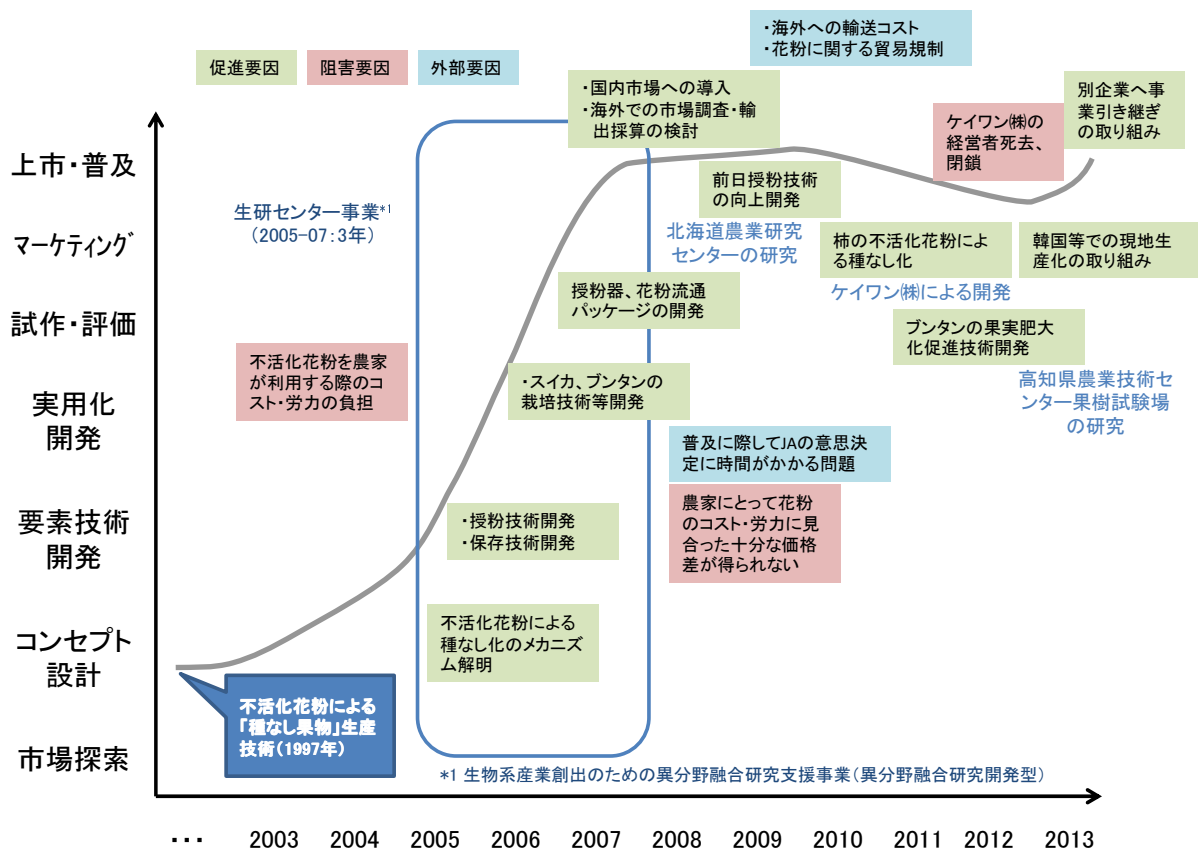 ・海外への輸送コスト
・花粉に関する貿易規制
促進要因
阻害要因
外部要因
・国内市場への導入
・海外での市場調査・輸
出採算の検討
別企業へ事
業引き継ぎ
の取り組み
ケイワン㈱の
経営者死去、
閉鎖
上市・普及
前日授粉技術
の向上開発
生研センター事業*1
（2005-07：3年）
北海道農業研究
センターの研究
マーケティング
柿の不活化花粉によ
る種なし化
韓国等での現地生
産化の取り組み
授粉器、花粉流通
パッケージの開発
ケイワン㈱による開発
試作・評価
ブンタンの果実肥大
化促進技術開発
不活化花粉を農家
が利用する際のコ
スト・労力の負担
・スイカ、ブンタンの
栽培技術等開発
高知県農業技術セ
ンター果樹試験場
の研究
実用化
開発
普及に際してJAの意思決
定に時間がかかる問題
農家にとって花粉
のコスト・労力に見
合った十分な価格
差が得られない
要素技術
開発
・授粉技術開発
・保存技術開発
不活化花粉による
種なし化のメカニズ
ム解明
コンセプト
設計
不活化花粉による
「種なし果物」生産
技術（1997年）
市場探索
*1 生物系産業創出のための異分野融合研究支援事業（異分野融合研究開発型）
・・・ 2003 2004 2005 2006 2007 2008 2009 2010 2011 2012 2013